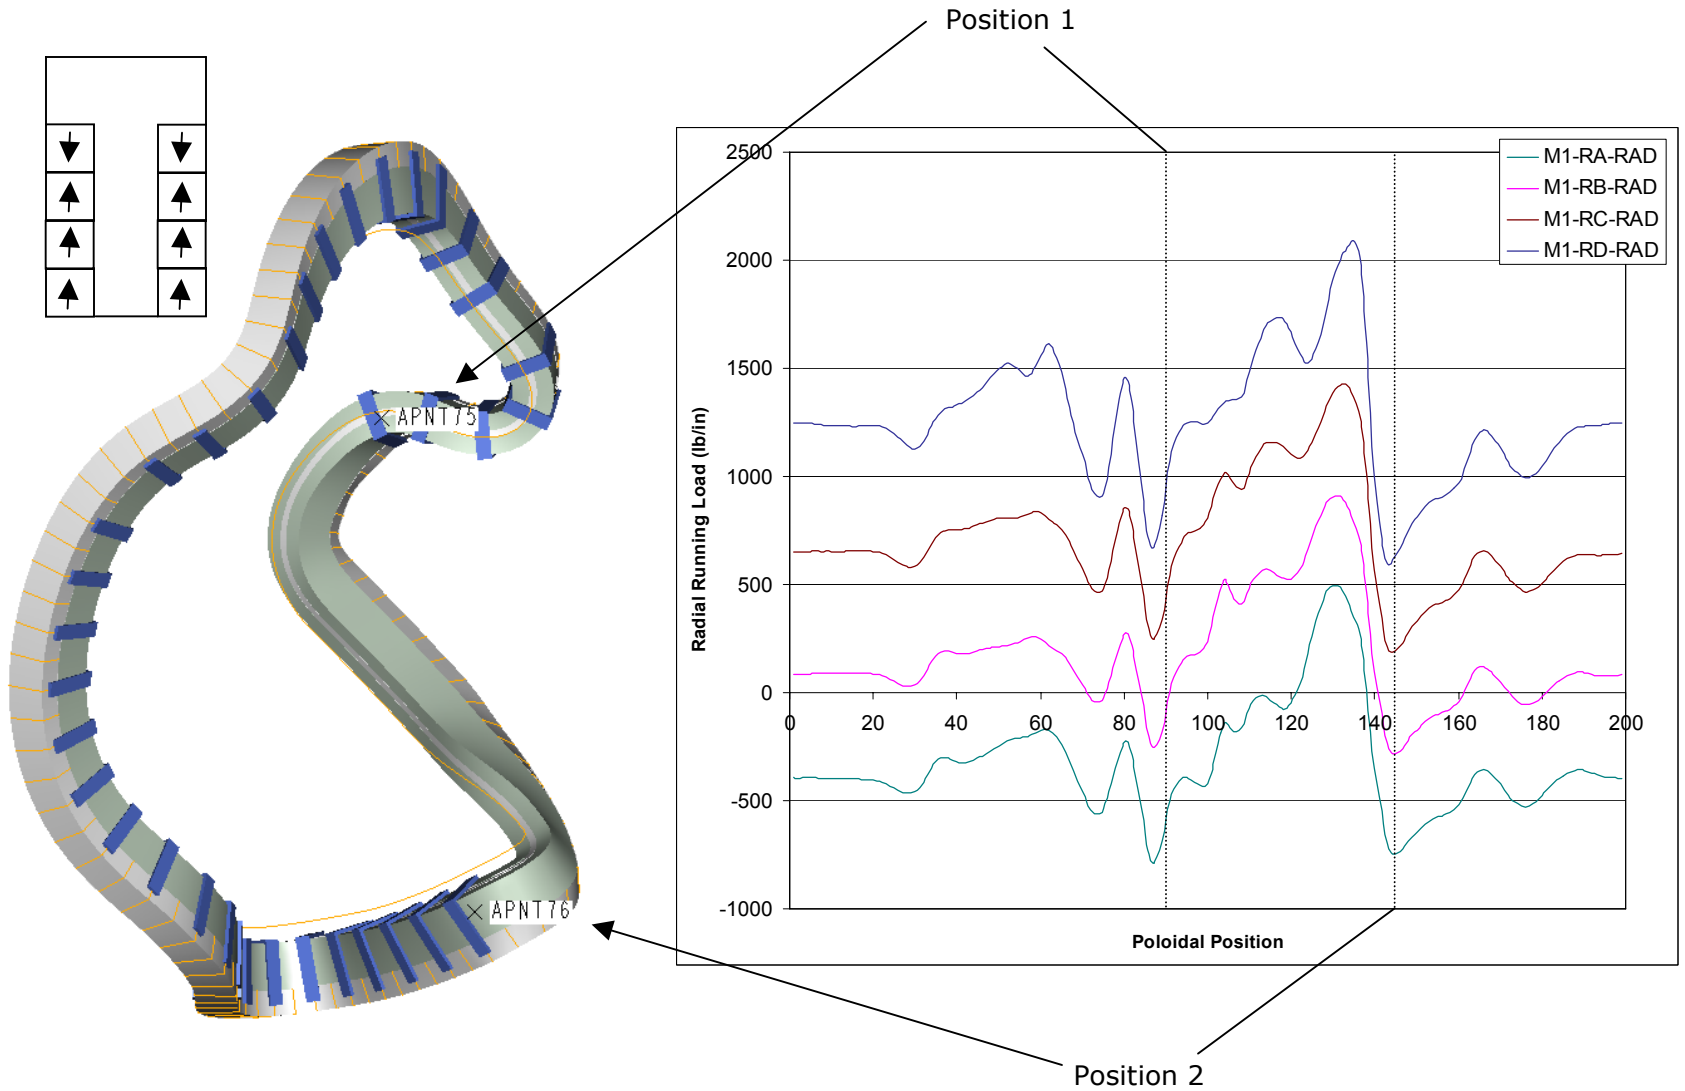 Position 1
2500
2000
1500
1000
500
0
-500
-1000
0 20 40 60 80 100 120 140 160 180 200
Radial Running Load (lb/in)
Poloidal Position
M1-RA-RAD
M1-RB-RAD
M1-RC-RAD
M1-RD-RAD
APNT75
APNT76
Position 2